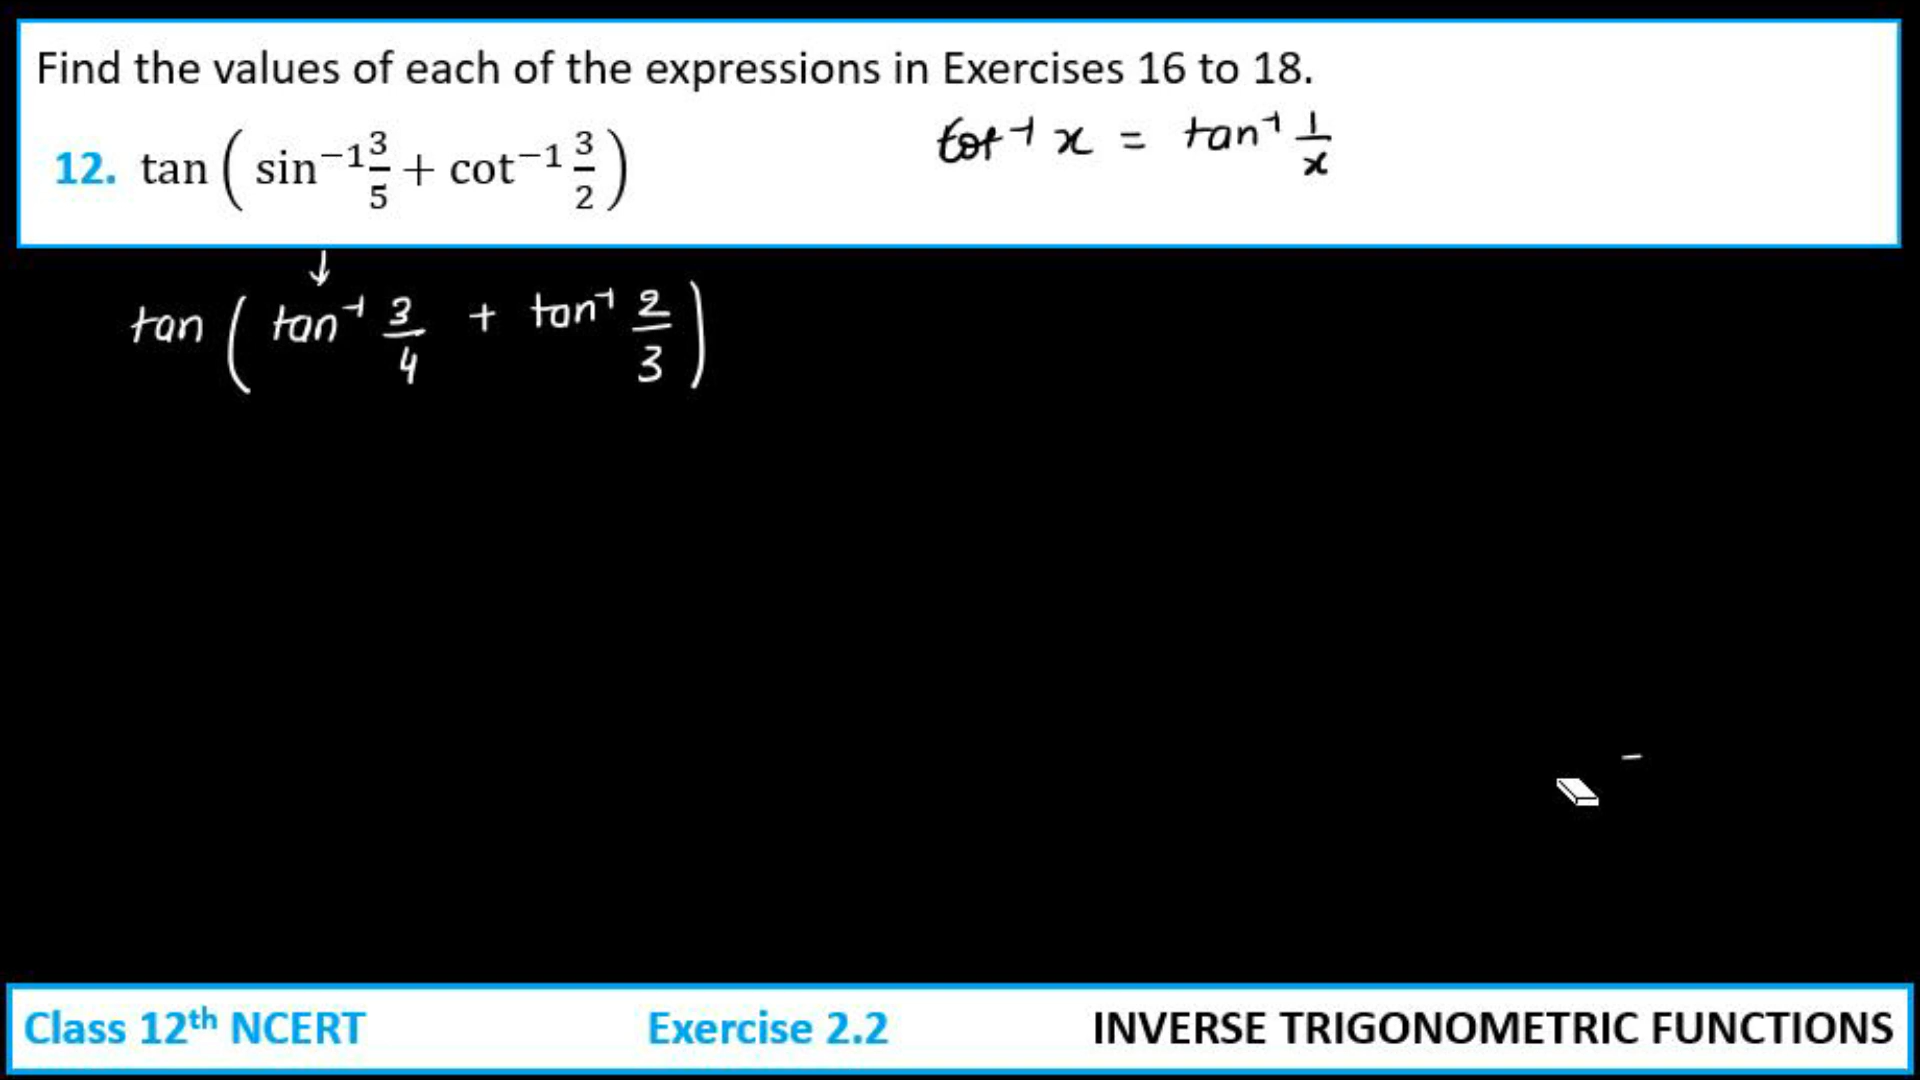 Find the values of each of the expressions in Exercises 16 to 18.
12. tan ( sin⁻¹ 3/5 + cot⁻¹ 3/2 )
cot⁻¹ x = tan⁻¹ 1/x
tan ( tan⁻¹ 3/4 + tan⁻¹ 2/3 )
Class 12ᵗʰ NCERT
Exercise 2.2
INVERSE TRIGONOMETRIC FUNCTIONS